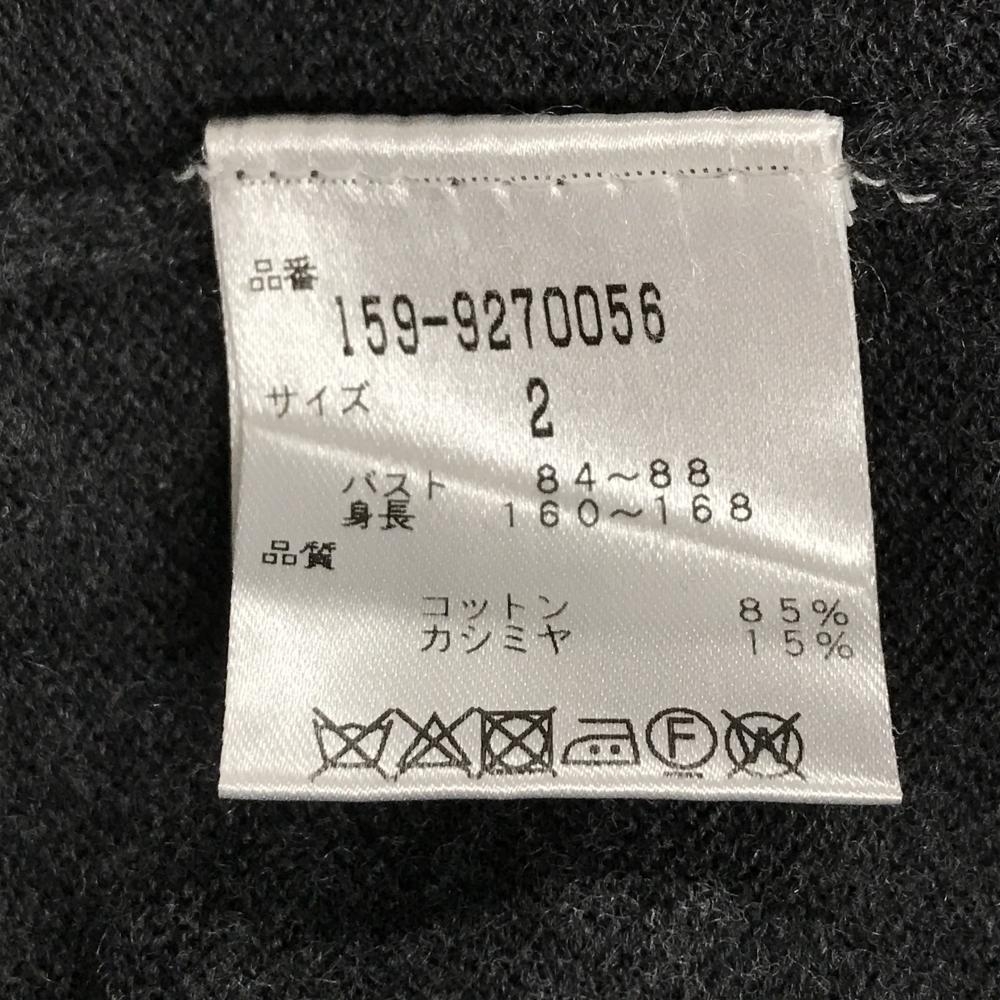 品番
159-9270056
サイズ 2
バスト 84〜88
身長 160〜168
品質
コットン 85%
カシミヤ 15%
F W